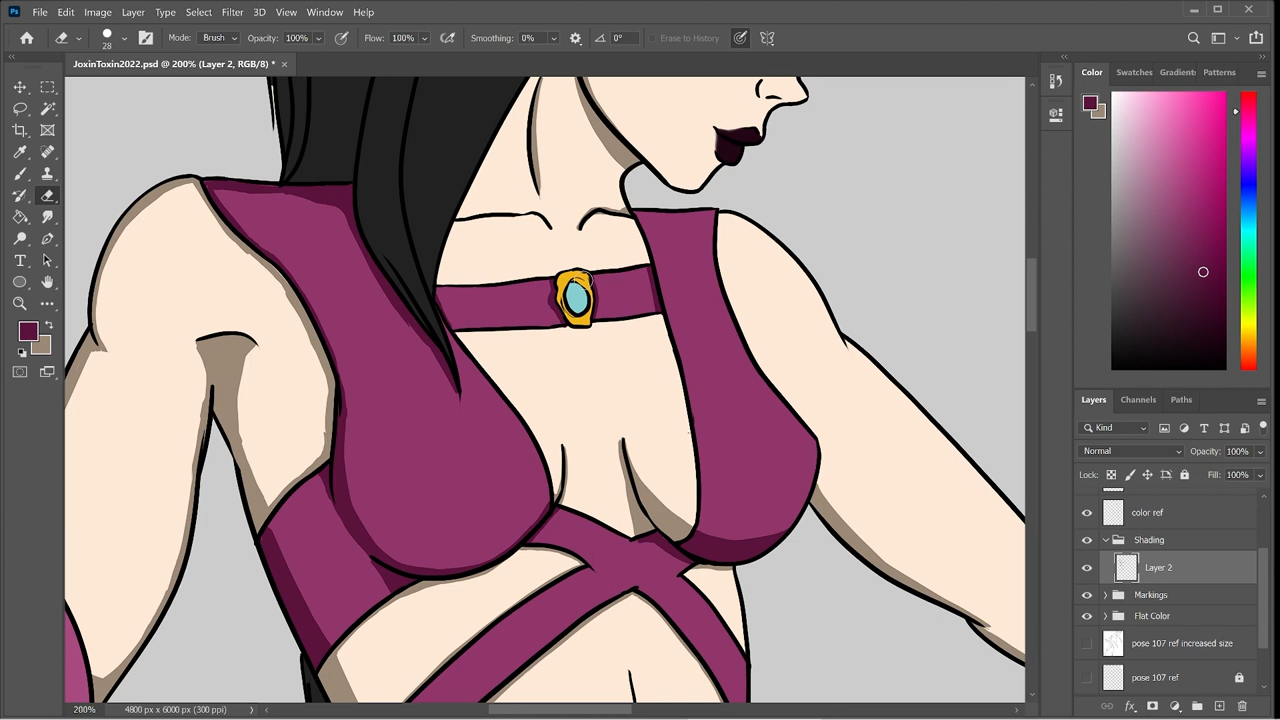 Ps File Edit Image Layer Type Select Filter 3D View Window Help
28 Mode: Brush Opacity: 100% Flow: 100% Smoothing: 0% 0° Erase to History
JoxinToxin2022.psd @ 200% (Layer 2, RGB/8) * ×
Color Swatches Gradients Patterns
Layers Channels Paths
Kind
Normal Opacity: 100%
Lock: Fill: 100%
color ref
Shading
Layer 2
Markings
Flat Color
pose 107 ref increased size
pose 107 ref
200% 4800 px x 6000 px (300 ppi)
fx